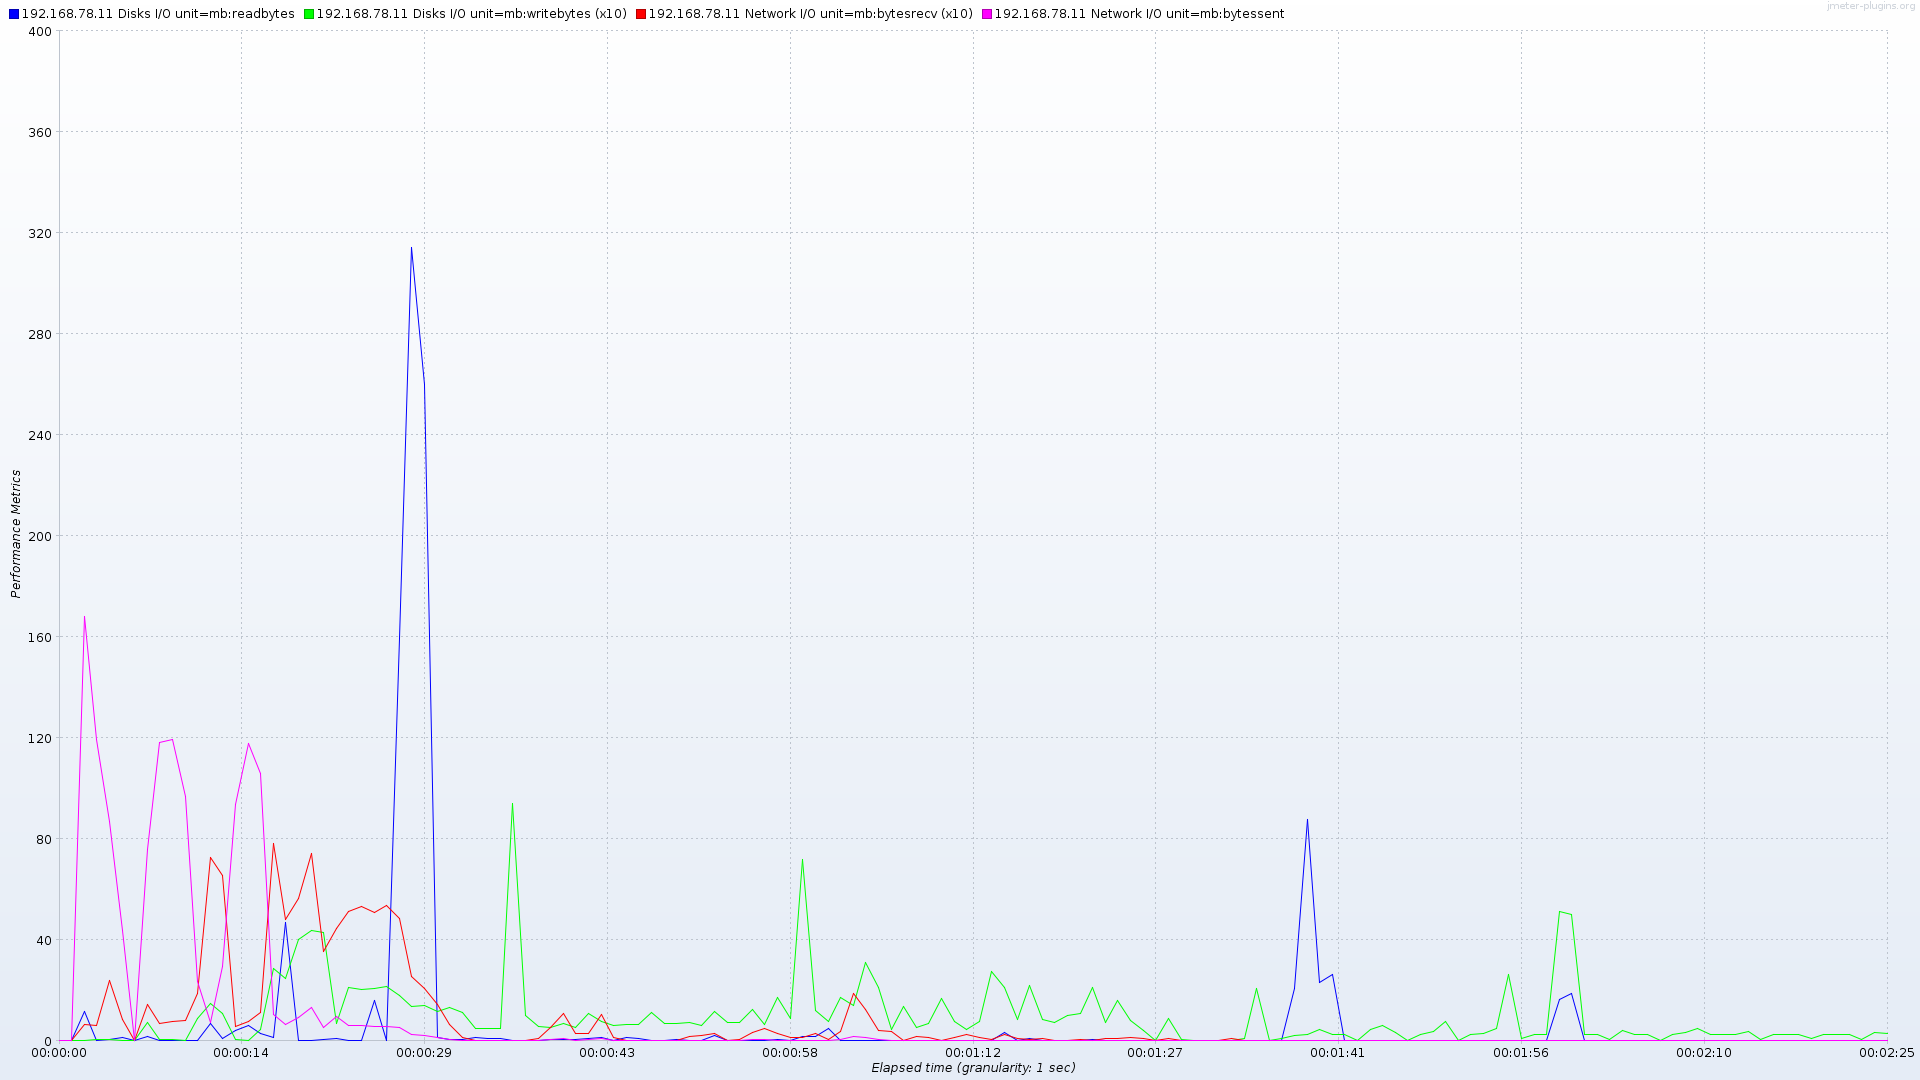 jmeter-plugins.org
192.168.78.11 Disks I/O unit=mb:readbytes 192.168.78.11 Disks I/O unit=mb:writebytes (x10) 192.168.78.11 Network I/O unit=mb:bytesrecv (x10) 192.168.78.11 Network I/O unit=mb:bytessent
400
360
320
280
240
200
160
120
80
40
0
Performance Metrics
00:00:00 00:00:14 00:00:29 00:00:43 00:00:58 00:01:12 00:01:27 00:01:41 00:01:56 00:02:10 00:02:25
Elapsed time (granularity: 1 sec)